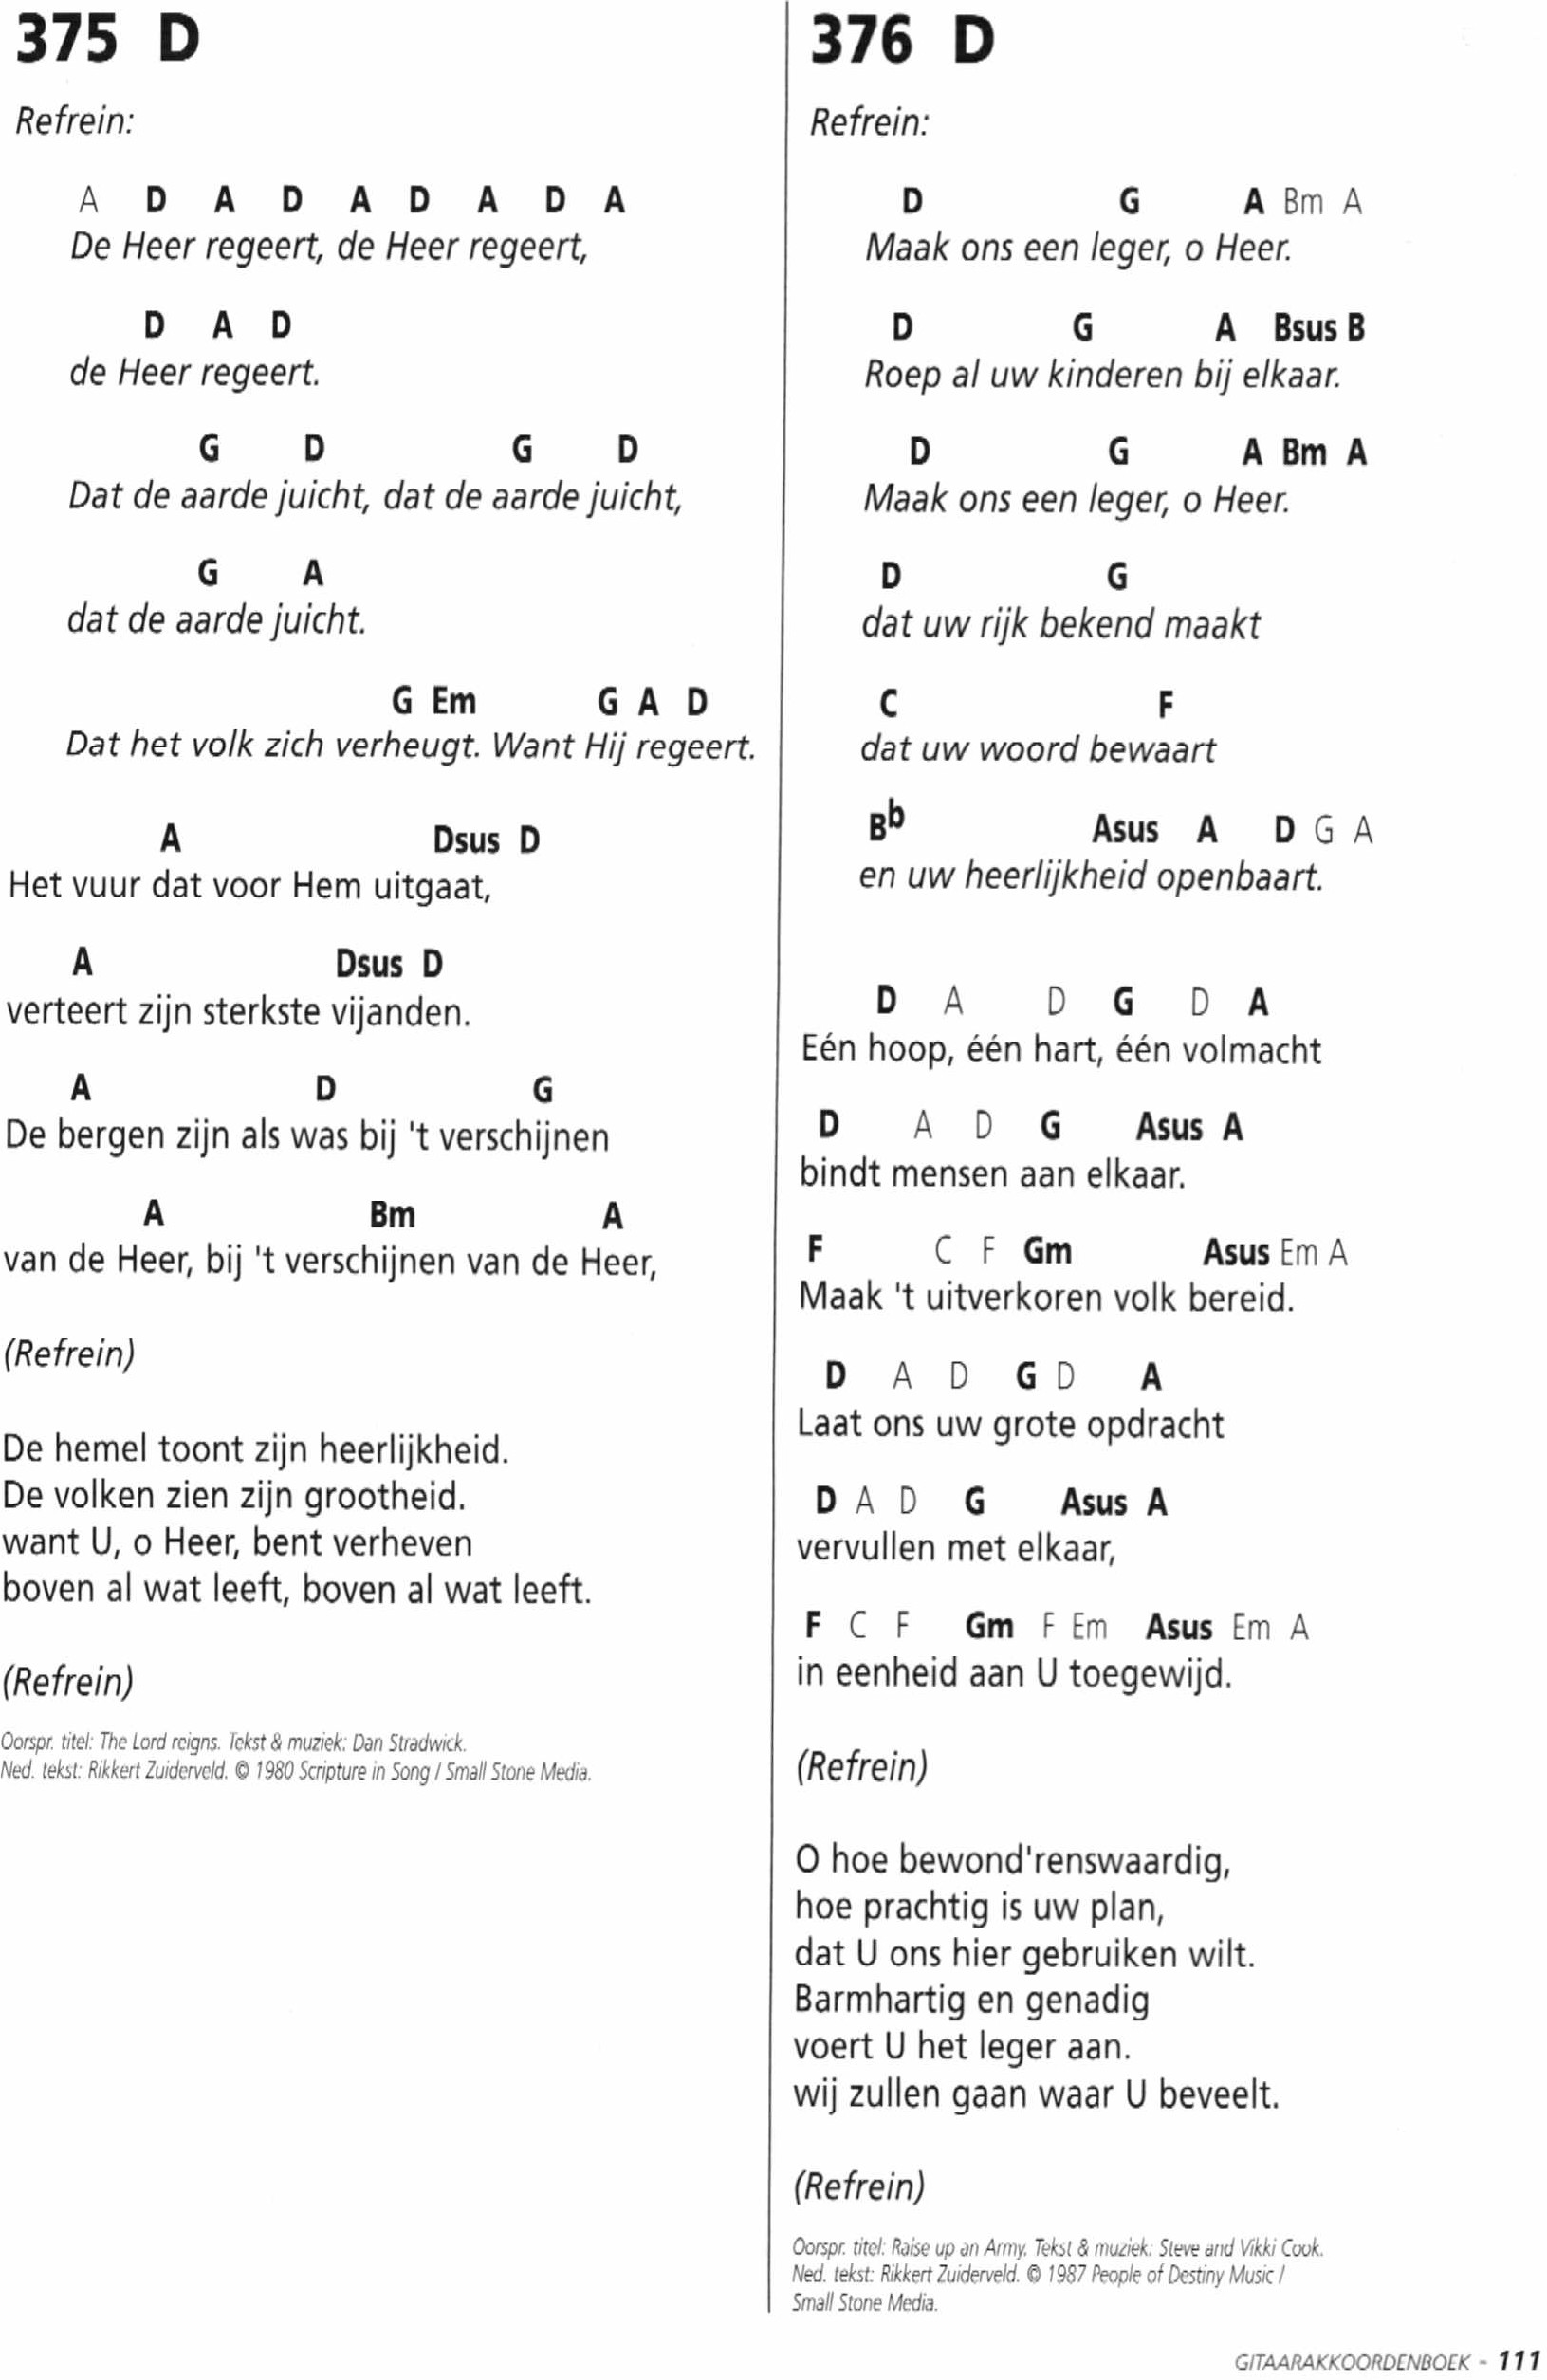 375 D
Refrein:
A D A D A D A D A
De Heer regeert, de Heer regeert,
D A D
de Heer regeert.
G D G D
Dat de aarde juicht, dat de aarde juicht,
G A
dat de aarde juicht.
G Em G A D
Dat het volk zich verheugt. Want Hij regeert.
A Dsus D
Het vuur dat voor Hem uitgaat,
A Dsus D
verteert zijn sterkste vijanden.
A D G
De bergen zijn als was bij 't verschijnen
A Bm A
van de Heer, bij 't verschijnen van de Heer,
(Refrein)
De hemel toont zijn heerlijkheid.
De volken zien zijn grootheid.
want U, o Heer, bent verheven
boven al wat leeft, boven al wat leeft.
(Refrein)
Oorspr. titel: The Lord reigns. Tekst & muziek: Dan Stradwick.
Ned. tekst: Rikkert Zuiderveld. © 1980 Scripture in Song / Small Stone Media.
376 D
Refrein:
D G A Bm A
Maak ons een leger, o Heer.
D G A Bsus B
Roep al uw kinderen bij elkaar.
D G A Bm A
Maak ons een leger, o Heer.
D G
dat uw rijk bekend maakt
C F
dat uw woord bewaart
Bb Asus A D G A
en uw heerlijkheid openbaart.
D A D G D A
Eén hoop, één hart, één volmacht
D A D G Asus A
bindt mensen aan elkaar.
F C F Gm Asus Em A
Maak 't uitverkoren volk bereid.
D A D G D A
Laat ons uw grote opdracht
D A D G Asus A
vervullen met elkaar,
F C F Gm F Em Asus Em A
in eenheid aan U toegewijd.
(Refrein)
O hoe bewond'renswaardig,
hoe prachtig is uw plan,
dat U ons hier gebruiken wilt.
Barmhartig en genadig
voert U het leger aan.
wij zullen gaan waar U beveelt.
(Refrein)
Oorspr. titel: Raise up an Army. Tekst & muziek: Steve and Vikki Cook.
Ned. tekst: Rikkert Zuiderveld. © 1987 People of Destiny Music /
Small Stone Media.
GITAARAKKOORDENBOEK - 111